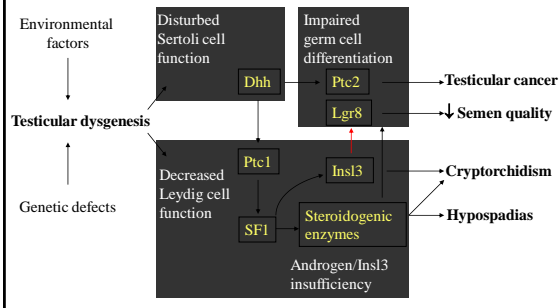 Environmental
factors
Testicular dysgenesis
Genetic defects
Disturbed
Sertoli cell
function
Dhh
Impaired
germ cell
differentiation
Ptc2
Lgr8
Testicular cancer
Semen quality
Ptc1
Decreased
Leydig cell
function
SF1
Insl3
Steroidogenic
enzymes
Androgen/Insl3
insufficiency
Cryptorchidism
Hypospadias